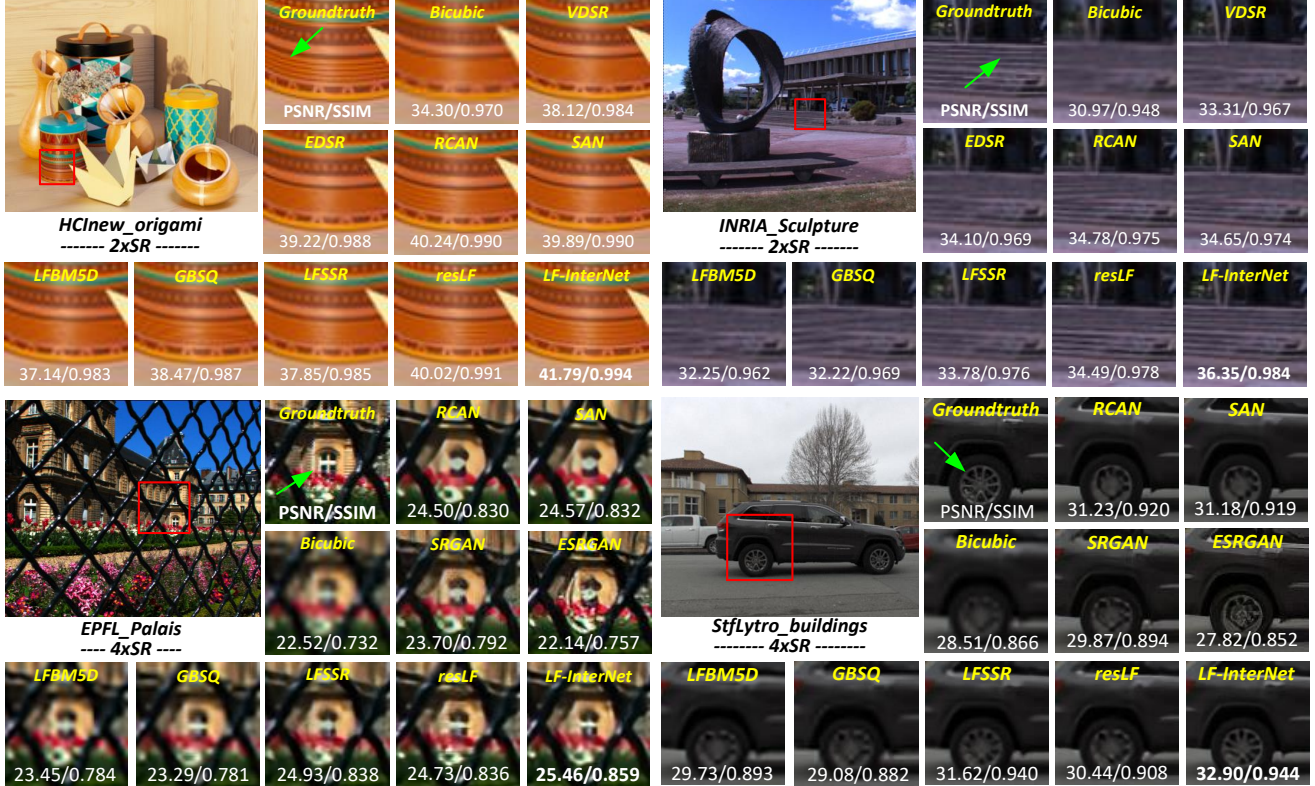 Groundtruth Bicubic VDSR
PSNR/SSIM 34.30/0.970 38.12/0.984
EDSR RCAN SAN
39.22/0.988 40.24/0.990 39.89/0.990
HCInew_origami
------- 2xSR -------
LFBM5D GBSQ LFSSR resLF LF-InterNet
37.14/0.983 38.47/0.987 37.85/0.985 40.02/0.991 41.79/0.994
Groundtruth Bicubic VDSR
PSNR/SSIM 30.97/0.948 33.31/0.967
EDSR RCAN SAN
34.10/0.969 34.78/0.975 34.65/0.974
INRIA_Sculpture
------- 2xSR -------
LFBM5D GBSQ LFSSR resLF LF-InterNet
32.25/0.962 32.22/0.969 33.78/0.976 34.49/0.978 36.35/0.984
Groundtruth RCAN SAN
PSNR/SSIM 24.50/0.830 24.57/0.832
Bicubic SRGAN ESRGAN
22.52/0.732 23.70/0.792 22.14/0.757
EPFL_Palais
---- 4xSR ----
LFBM5D GBSQ LFSSR resLF LF-InterNet
23.45/0.784 23.29/0.781 24.93/0.838 24.73/0.836 25.46/0.859
Groundtruth RCAN SAN
PSNR/SSIM 31.23/0.920 31.18/0.919
Bicubic SRGAN ESRGAN
28.51/0.866 29.87/0.894 27.82/0.852
StfLytro_buildings
-------- 4xSR --------
LFBM5D GBSQ LFSSR resLF LF-InterNet
29.73/0.893 29.08/0.882 31.62/0.940 30.44/0.908 32.90/0.944